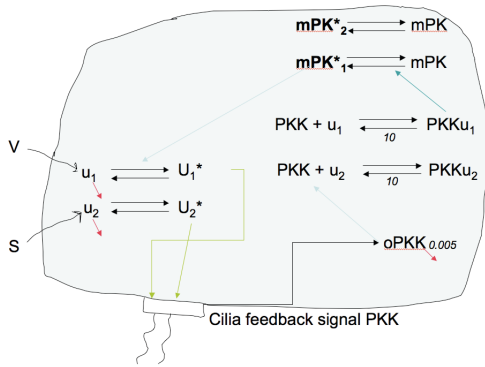 mPK*2 mPK
mPK*1 mPK
PKK + u1 PKKu1
10
PKK + u2 PKKu2
10
V
u1 U1*
u2 U2*
S
oPKK 0.005
Cilia feedback signal PKK